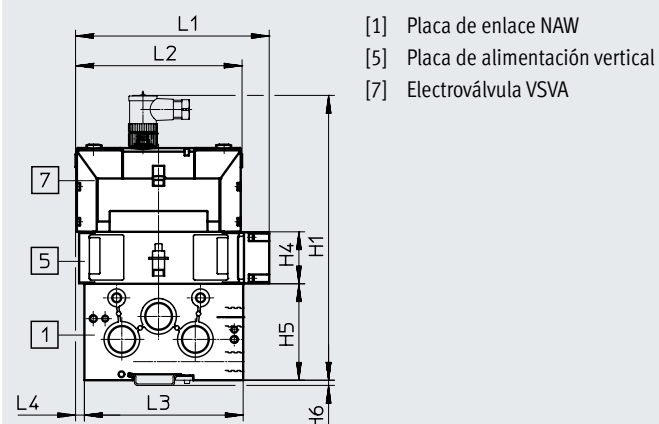 L1
L2
[1] Placa de enlace NAW
[5] Placa de alimentación vertical
[7] Electroválvula VSVA
7
5
1
H4
H1
H5
L4
L3
H6